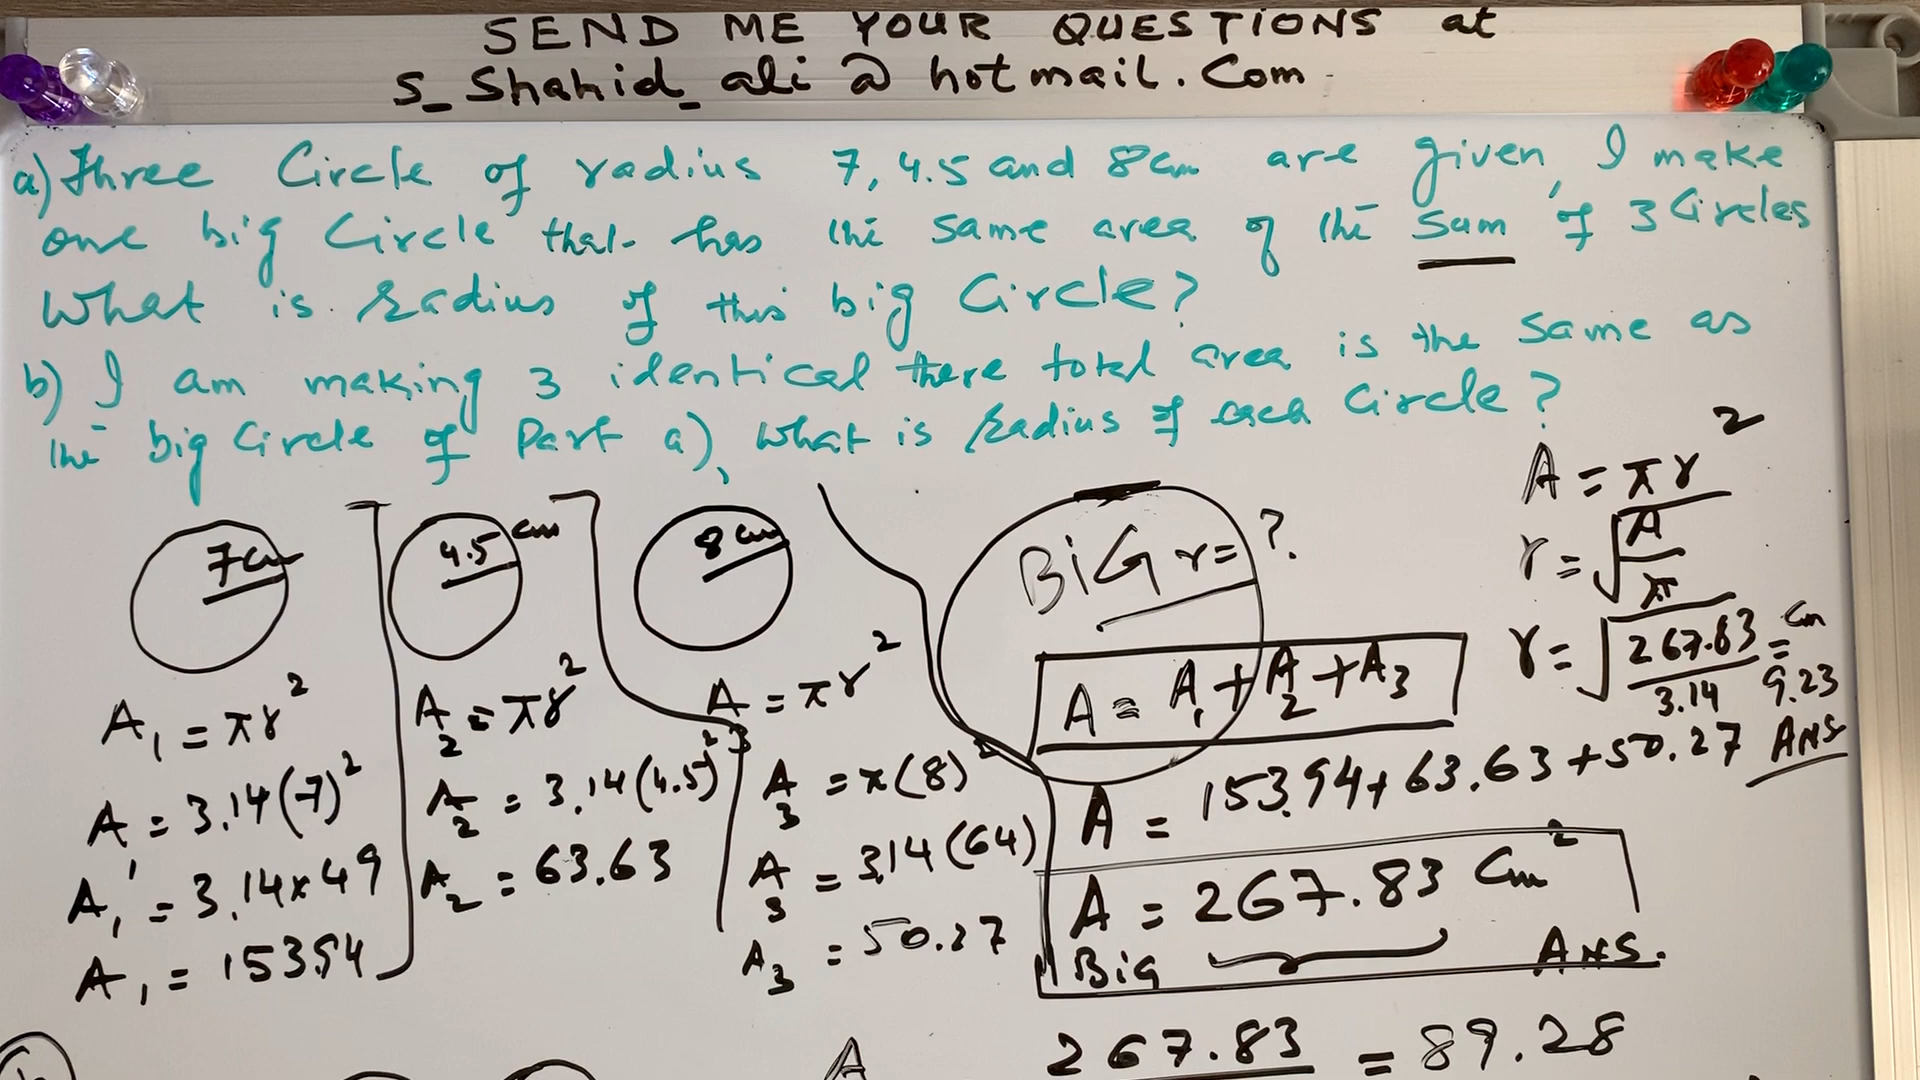 SEND ME YOUR QUESTIONS at
S_Shahid_ali @ hotmail.Com
a) three Circle of radius 7, 4.5 and 8cm are given, I make
one big Circle that has the same area of the sum of 3 Circles
What is radius of this big Circle?
b) I am making 3 identical there total area is the same as
the big Circle of Part a), what is radius of each Circle?
7cm
4.5 cm
8cm
BiG r = ?
A = πr²
r = √A/π
r = √267.83/3.14 = 9.23 cm
Ans
A₁ = πr²
A₁ = 3.14(7)²
A₁ = 3.14×49
A₁ = 153.94
A₂ = πr²
A₂ = 3.14(4.5)²
A₂ = 63.63
A₃ = πr²
A₃ = π(8)²
A₃ = 3.14(64)
A₃ = 50.27
A = A₁ + A₂ + A₃
A = 153.94 + 63.63 + 50.27
A Big = 267.83 Cm²
Ans.
A
267.83 = 89.28